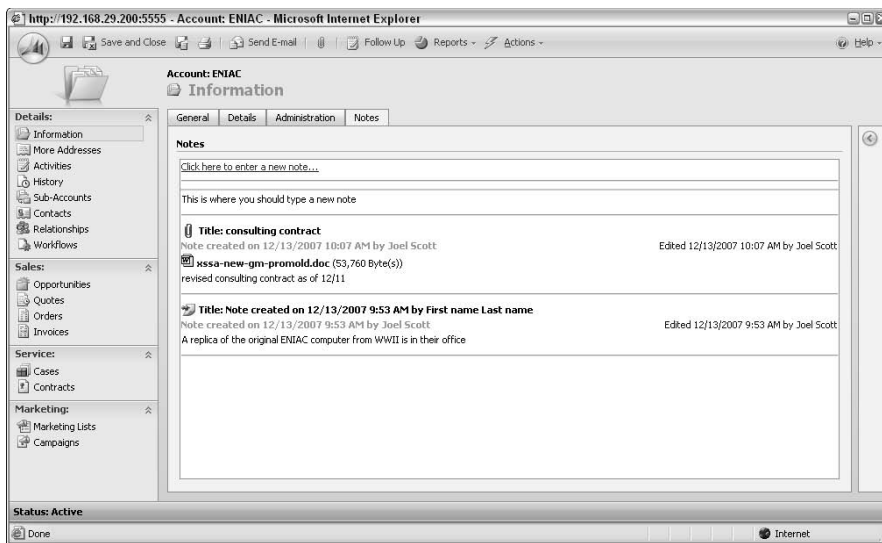 http://192.168.29.200:5555 - Account: ENIAC - Microsoft Internet Explorer
Save and Close Send E-mail Follow Up Reports Actions Help
Account: ENIAC
Information
Details:
Information
More Addresses
Activities
History
Sub-Accounts
Contacts
Relationships
Workflows
Sales:
Opportunities
Quotes
Orders
Invoices
Service:
Cases
Contracts
Marketing:
Marketing Lists
Campaigns
General Details Administration Notes
Notes
Click here to enter a new note...
This is where you should type a new note
Title: consulting contract
Note created on 12/13/2007 10:07 AM by Joel Scott Edited 12/13/2007 10:07 AM by Joel Scott
xssa-new-gm-promold.doc (53,760 Byte(s))
revised consulting contract as of 12/11
Title: Note created on 12/13/2007 9:53 AM by First name Last name
Note created on 12/13/2007 9:53 AM by Joel Scott Edited 12/13/2007 9:53 AM by Joel Scott
A replica of the original ENIAC computer from WWII is in their office
Status: Active
Done Internet